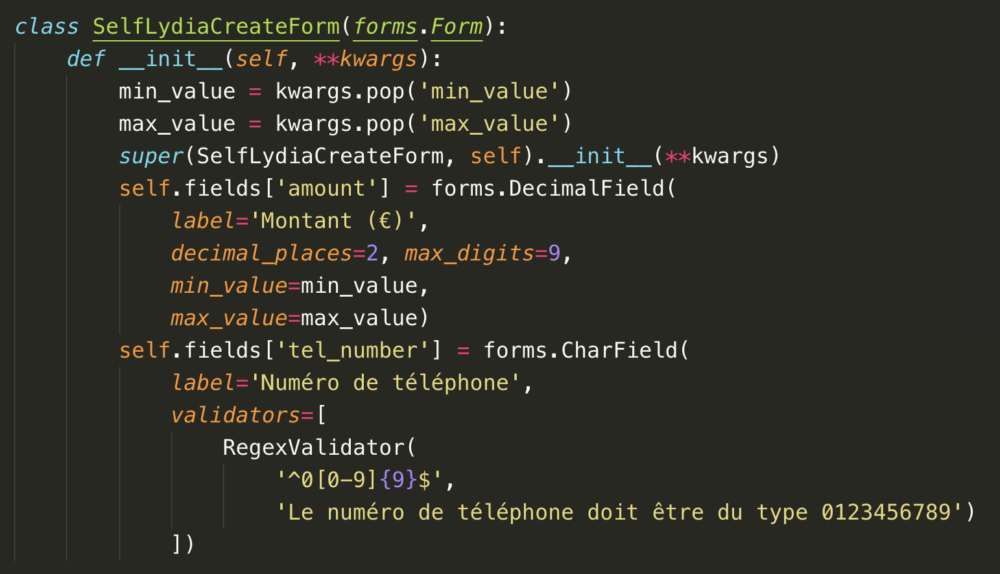 class SelfLydiaCreateForm(forms.Form):
    def __init__(self, **kwargs):
        min_value = kwargs.pop('min_value')
        max_value = kwargs.pop('max_value')
        super(SelfLydiaCreateForm, self).__init__(**kwargs)
        self.fields['amount'] = forms.DecimalField(
            label='Montant (€)',
            decimal_places=2, max_digits=9,
            min_value=min_value,
            max_value=max_value)
        self.fields['tel_number'] = forms.CharField(
            label='Numéro de téléphone',
            validators=[
                RegexValidator(
                    '^0[0-9]{9}$',
                    'Le numéro de téléphone doit être du type 0123456789')
            ])